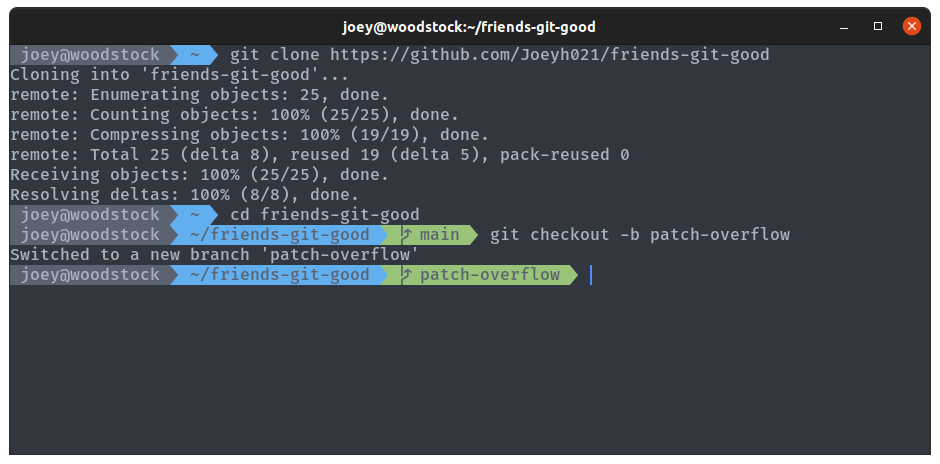 joey@woodstock:~/friends-git-good
joey@woodstock ~ git clone https://github.com/Joeyh021/friends-git-good
Cloning into 'friends-git-good'...
remote: Enumerating objects: 25, done.
remote: Counting objects: 100% (25/25), done.
remote: Compressing objects: 100% (19/19), done.
remote: Total 25 (delta 8), reused 19 (delta 5), pack-reused 0
Receiving objects: 100% (25/25), done.
Resolving deltas: 100% (8/8), done.
joey@woodstock ~ cd friends-git-good
joey@woodstock ~/friends-git-good main git checkout -b patch-overflow
Switched to a new branch 'patch-overflow'
joey@woodstock ~/friends-git-good patch-overflow